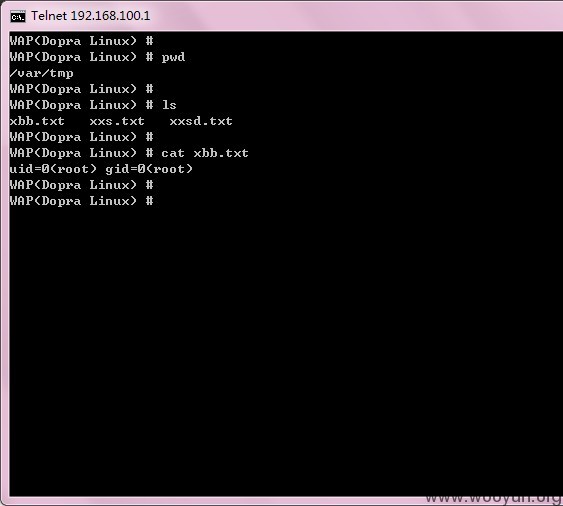 Telnet 192.168.100.1
WAP(Dopra Linux) #
WAP(Dopra Linux) # pwd
/var/tmp
WAP(Dopra Linux) #
WAP(Dopra Linux) # ls
xbb.txt   xxs.txt   xxsd.txt
WAP(Dopra Linux) #
WAP(Dopra Linux) # cat xbb.txt
uid=0(root) gid=0(root)
WAP(Dopra Linux) #
WAP(Dopra Linux) #
www.wooyun.org